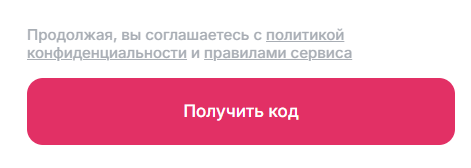 Продолжая, вы соглашаетесь с политикой
конфиденциальности и правилами сервиса
Получить код